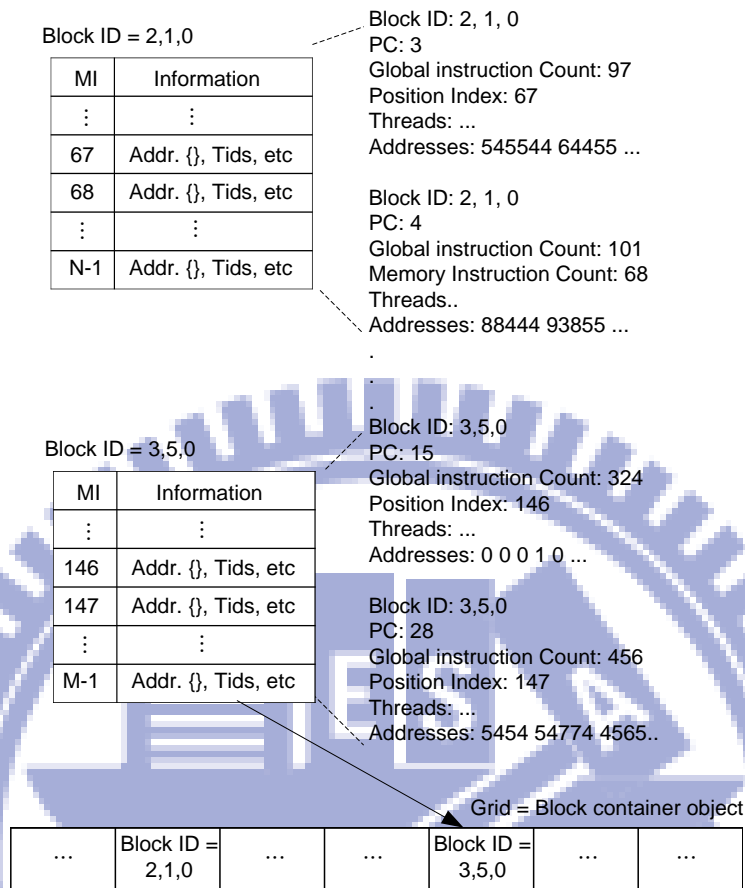 Block ID = 2,1,0
MI Information
⋮ ⋮
67 Addr. {}, Tids, etc
68 Addr. {}, Tids, etc
⋮ ⋮
N-1 Addr. {}, Tids, etc
Block ID: 2, 1, 0
PC: 3
Global instruction Count: 97
Position Index: 67
Threads: ...
Addresses: 545544 64455 ...
Block ID: 2, 1, 0
PC: 4
Global instruction Count: 101
Memory Instruction Count: 68
Threads..
Addresses: 88444 93855 ...
.
.
.
Block ID = 3,5,0
MI Information
⋮ ⋮
146 Addr. {}, Tids, etc
147 Addr. {}, Tids, etc
⋮ ⋮
M-1 Addr. {}, Tids, etc
Block ID: 3,5,0
PC: 15
Global instruction Count: 324
Position Index: 146
Threads: ...
Addresses: 0 0 0 1 0 ...
Block ID: 3,5,0
PC: 28
Global instruction Count: 456
Position Index: 147
Threads: ...
Addresses: 5454 54774 4565..
Grid = Block container object
... Block ID = ... ... Block ID = ... ...
2,1,0 3,5,0
E S A